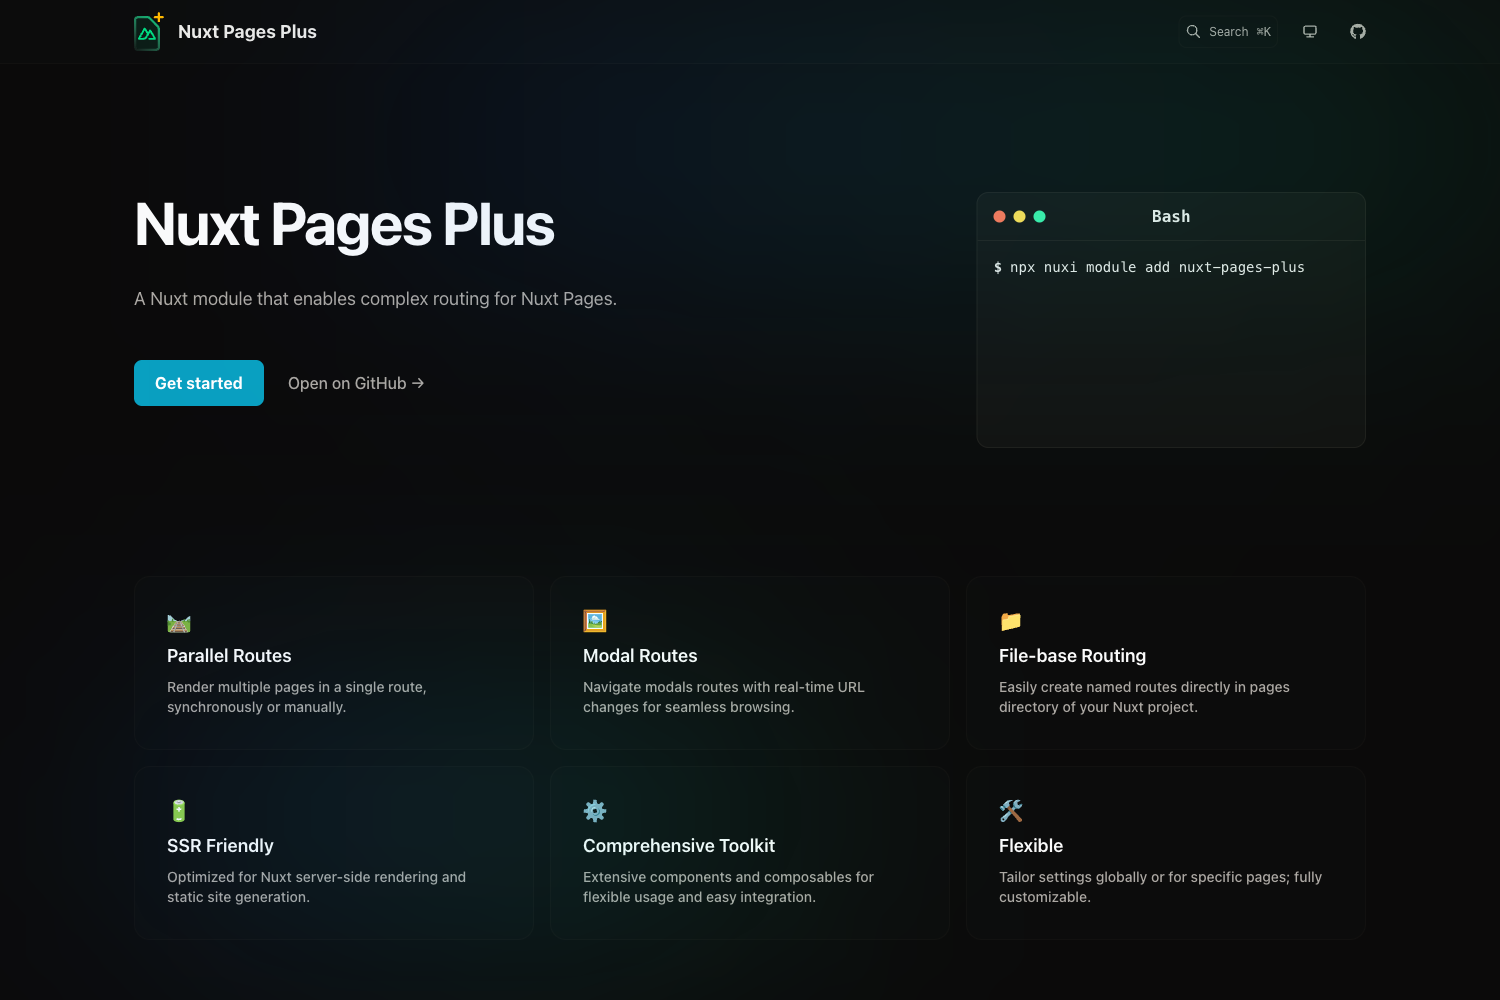 Nuxt Pages Plus
Search ⌘K
Nuxt Pages Plus
A Nuxt module that enables complex routing for Nuxt Pages.
Get started
Open on GitHub →
Bash
$ npx nuxi module add nuxt-pages-plus
Parallel Routes
Render multiple pages in a single route,
synchronously or manually.
Modal Routes
Navigate modals routes with real-time URL
changes for seamless browsing.
File-base Routing
Easily create named routes directly in pages
directory of your Nuxt project.
SSR Friendly
Optimized for Nuxt server-side rendering and
static site generation.
Comprehensive Toolkit
Extensive components and composables for
flexible usage and easy integration.
Flexible
Tailor settings globally or for specific pages; fully
customizable.